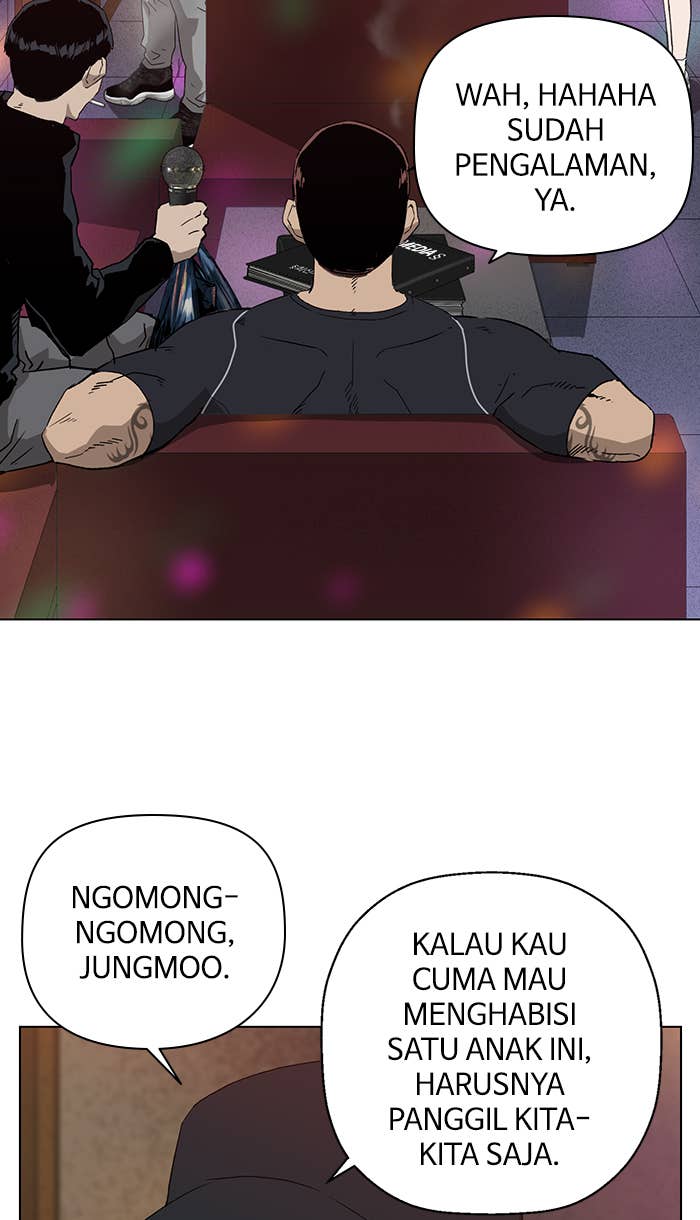 WAH, HAHAHA
SUDAH
PENGALAMAN,
YA.
MEDIA
NGOMONG-
NGOMONG,
JUNGMOO.
KALAU KAU
CUMA MAU
MENGHABISI
SATU ANAK INI,
HARUSNYA
PANGGIL KITA-
KITA SAJA.